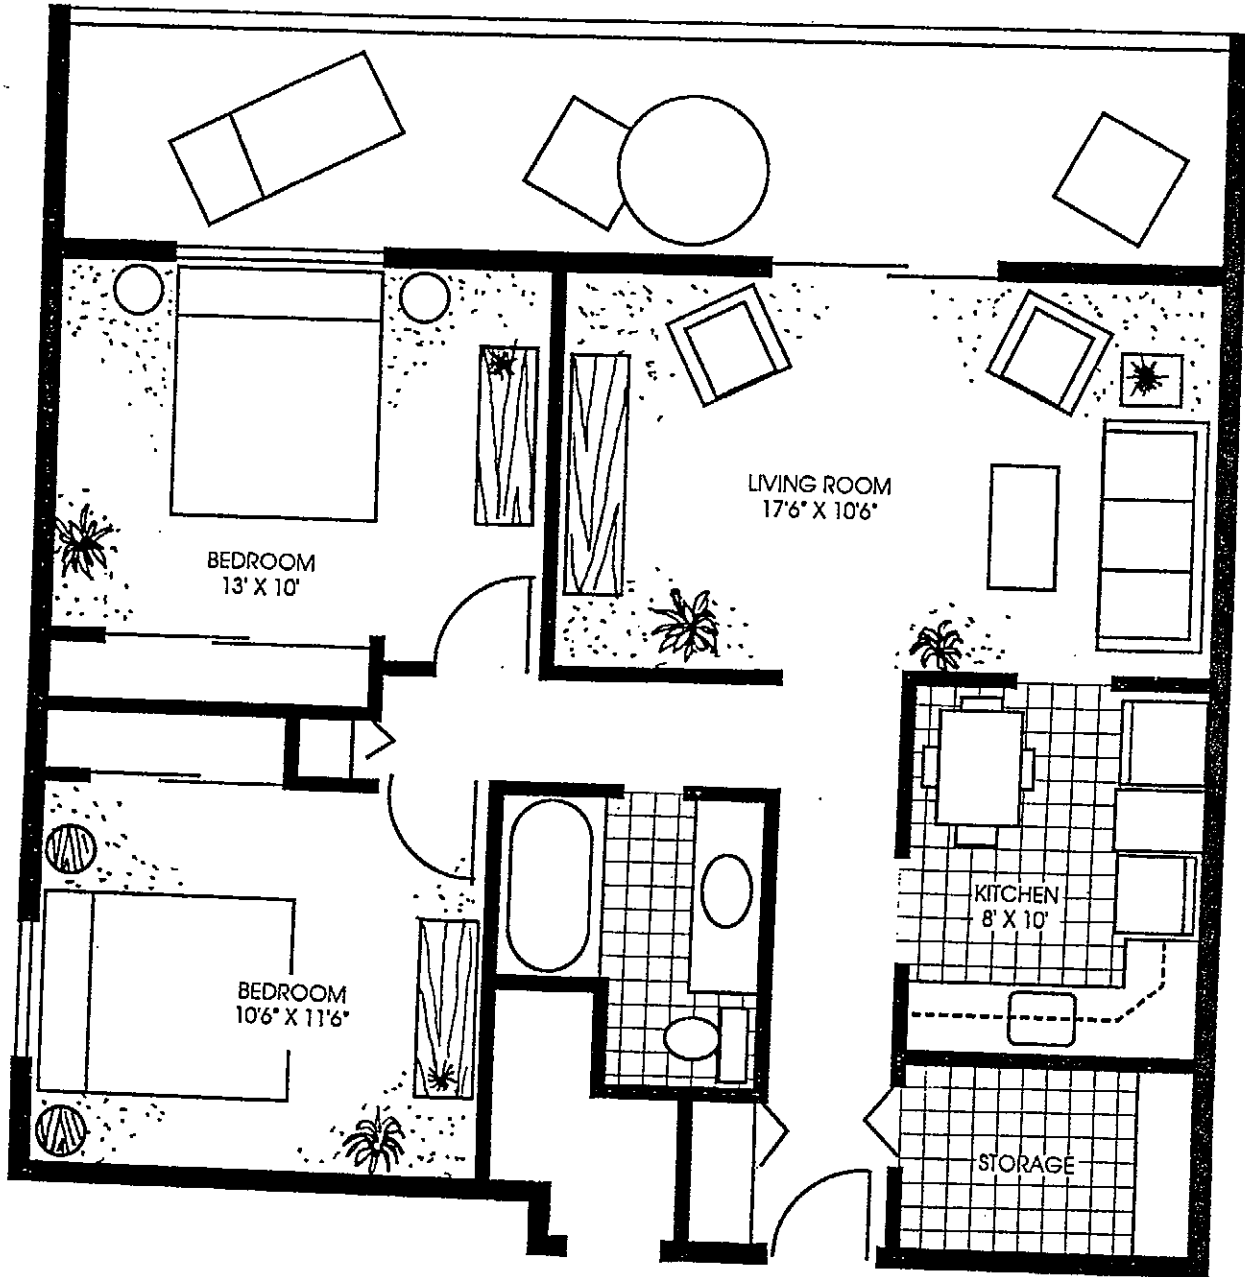 LIVING ROOM
17'6" X 10'6"
BEDROOM
13' X 10'
KITCHEN
8' X 10'
BEDROOM
10'6" X 11'6"
STORAGE